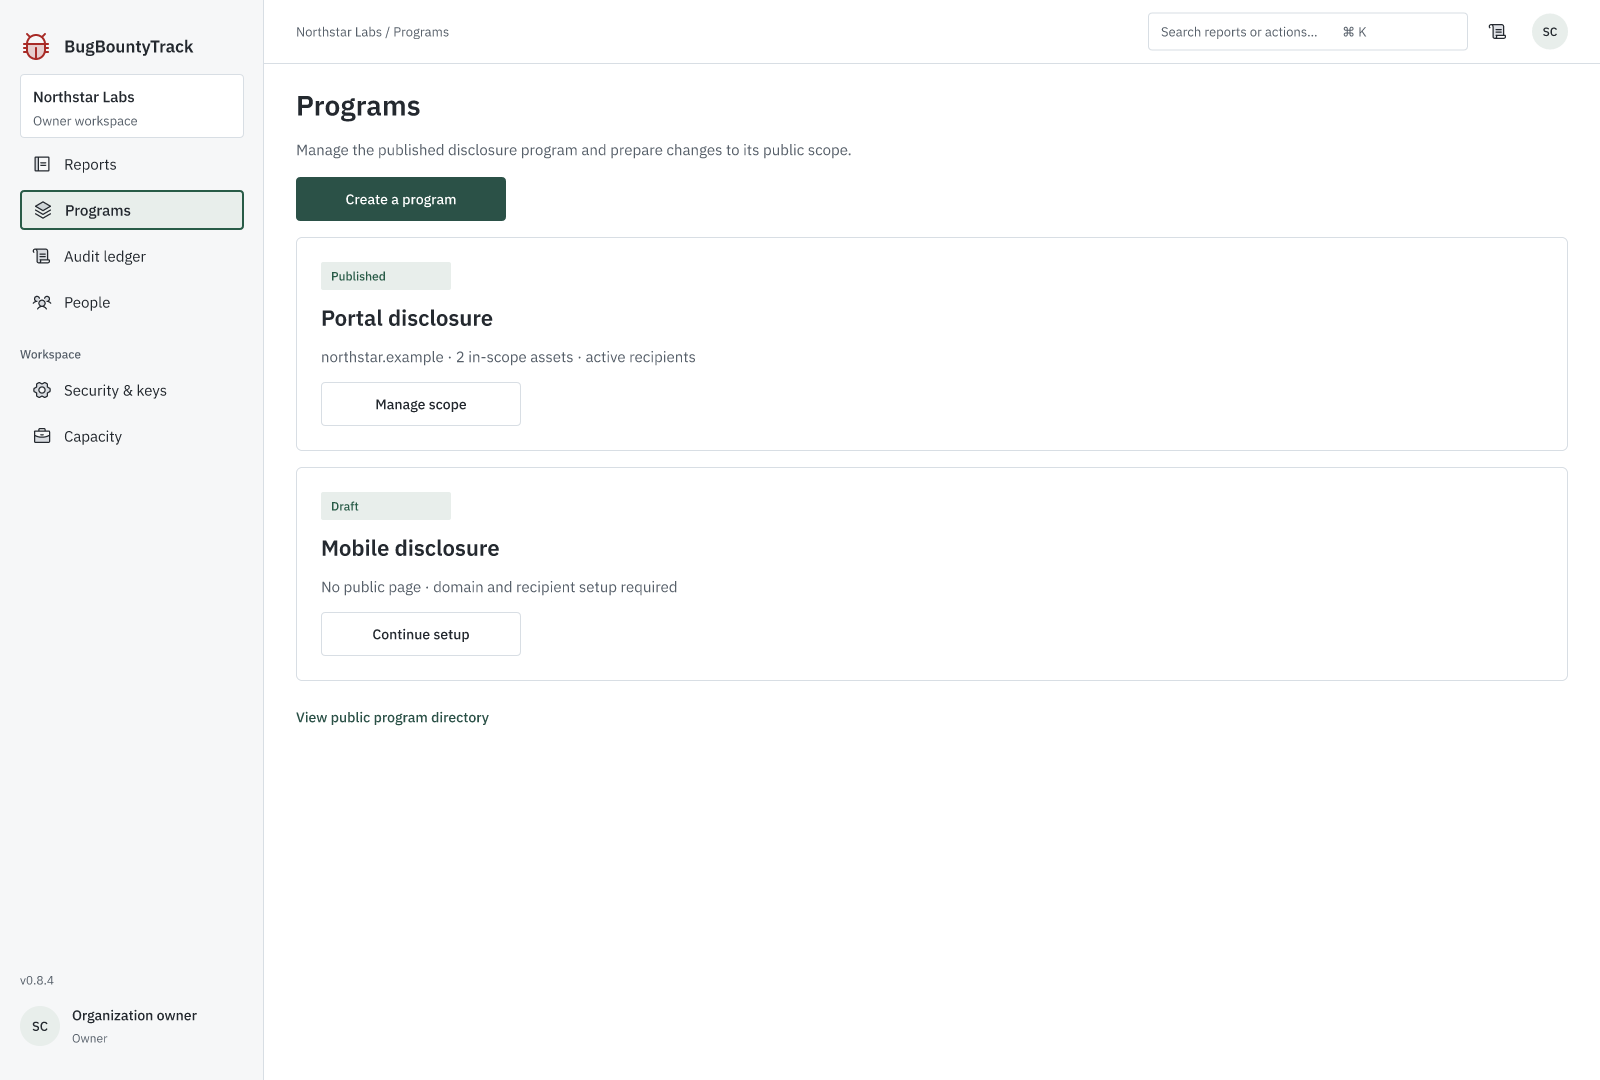 BugBountyTrack
Northstar Labs
Owner workspace
Reports
Programs
Audit ledger
People
Workspace
Security & keys
Capacity
v0.8.4
SC
Organization owner
Owner
Northstar Labs / Programs
Search reports or actions... ⌘ K
SC
Programs
Manage the published disclosure program and prepare changes to its public scope.
Create a program
Published
Portal disclosure
northstar.example · 2 in-scope assets · active recipients
Manage scope
Draft
Mobile disclosure
No public page · domain and recipient setup required
Continue setup
View public program directory